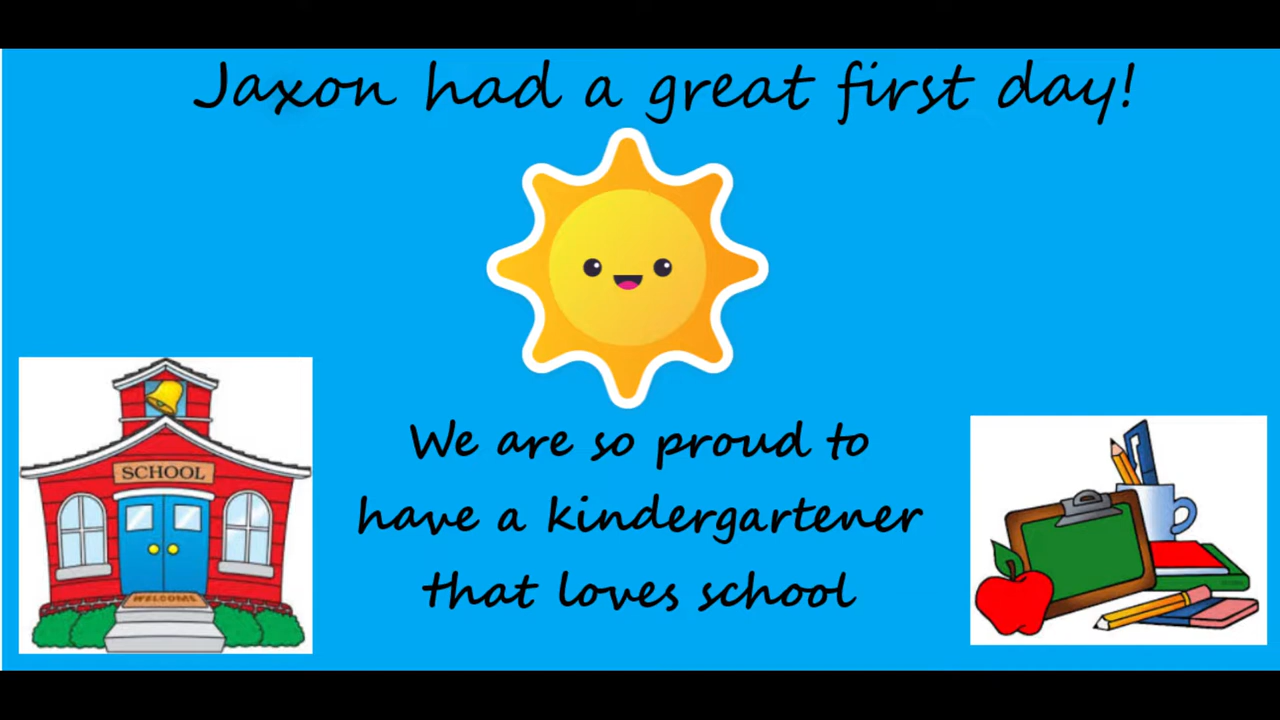 Jaxon had a great first day!
SCHOOL
WELCOME
We are so proud to
have a kindergartener
that loves school